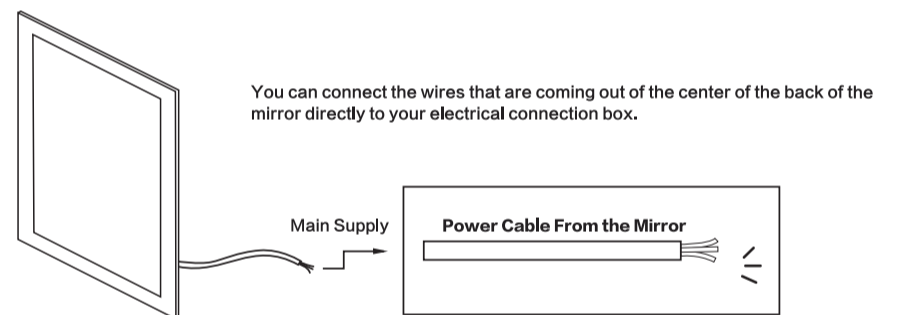 You can connect the wires that are coming out of the center of the back of the
mirror directly to your electrical connection box.
Main Supply
Power Cable From the Mirror